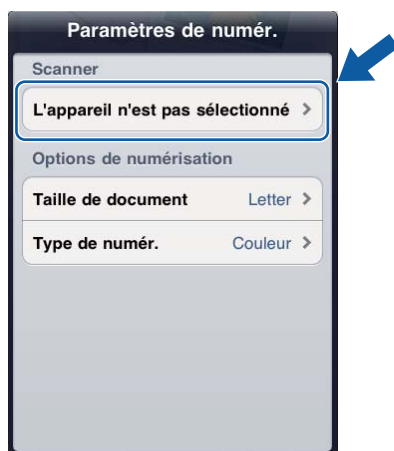 Paramètres de numér.
Scanner
L'appareil n'est pas sélectionné
Options de numérisation
Taille de document Letter
Type de numér. Couleur